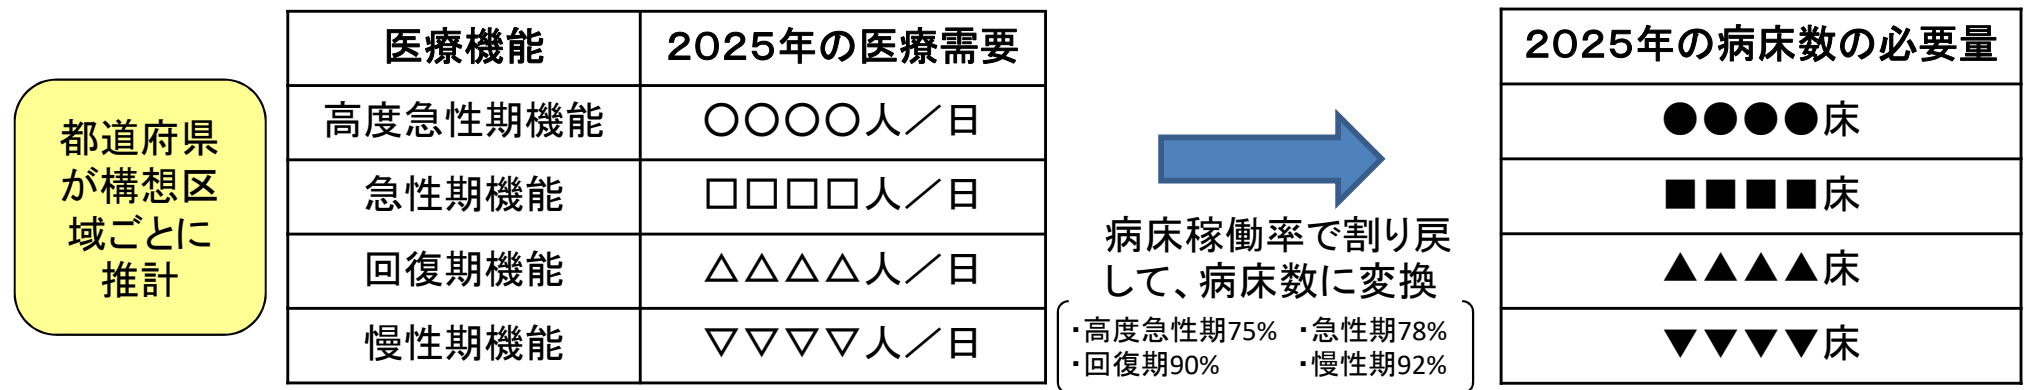 都道府県
が構想区
域ごとに
推計
医療機能 2025年の医療需要
高度急性期機能 〇〇〇〇人／日
急性期機能 □□□□人／日
回復期機能 △△△△人／日
慢性期機能 ▽▽▽▽人／日
病床稼働率で割り戻
して、病床数に変換
・高度急性期75% ・急性期78%
・回復期90% ・慢性期92%
2025年の病床数の必要量
●●●●床
■■■■床
▲▲▲▲床
▼▼▼▼床